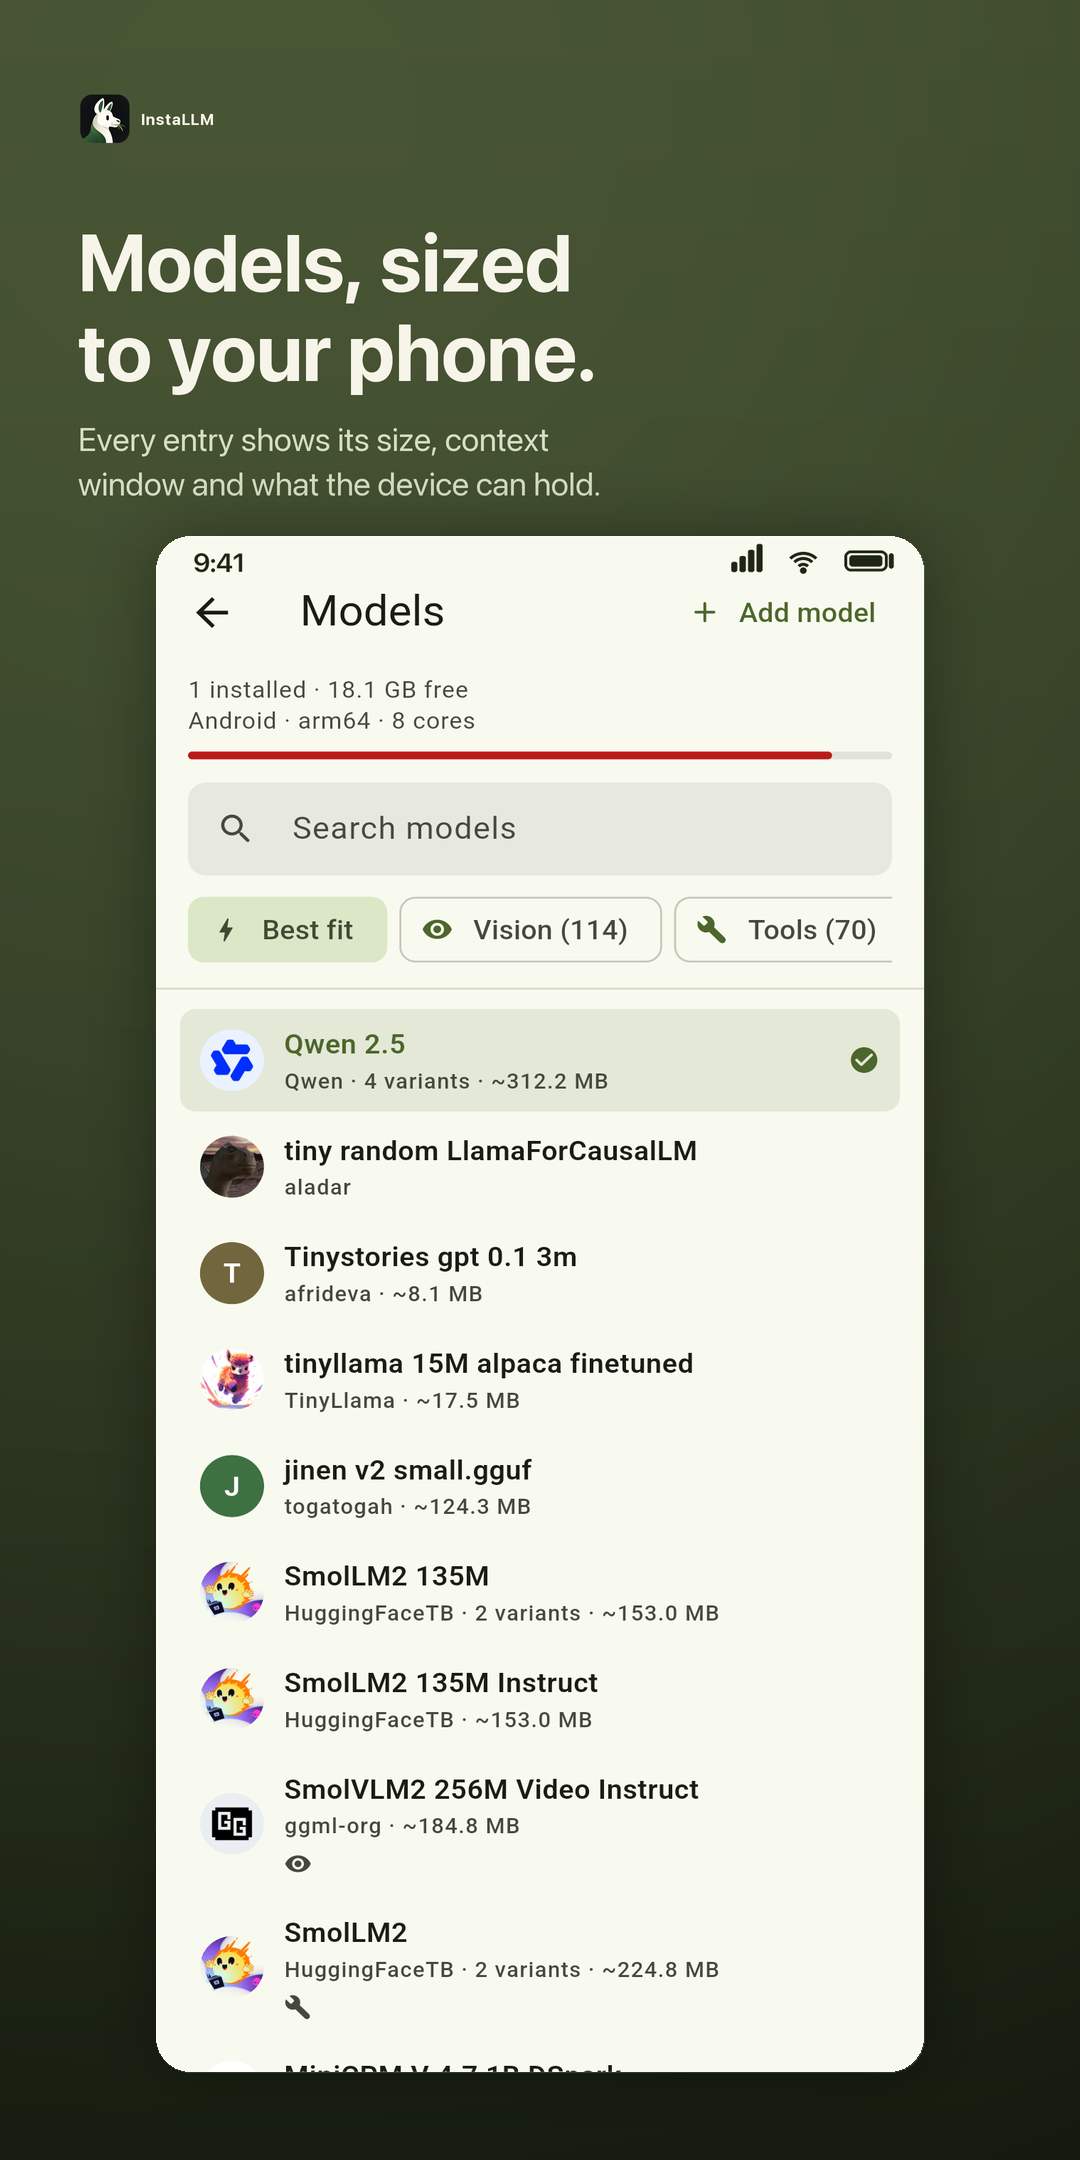 InstaLLM
Models, sized
to your phone.
Every entry shows its size, context
window and what the device can hold.
9:41
Models
Add model
1 installed · 18.1 GB free
Android · arm64 · 8 cores
Search models
Best fit
Vision (114)
Tools (70)
Qwen 2.5
Qwen · 4 variants · ~312.2 MB
tiny random LlamaForCausalLM
aladar
T
Tinystories gpt 0.1 3m
afrideva · ~8.1 MB
tinyllama 15M alpaca finetuned
TinyLlama · ~17.5 MB
J
jinen v2 small.gguf
togatogah · ~124.3 MB
SmolLM2 135M
HuggingFaceTB · 2 variants · ~153.0 MB
SmolLM2 135M Instruct
HuggingFaceTB · ~153.0 MB
GG
SmolVLM2 256M Video Instruct
ggml-org · ~184.8 MB
SmolLM2
HuggingFaceTB · 2 variants · ~224.8 MB